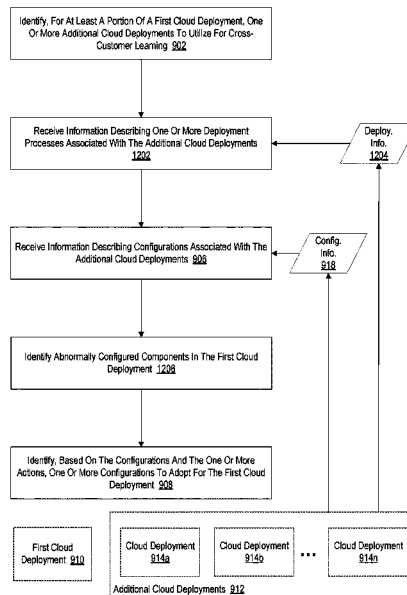 Identify, For At Least A Portion Of A First Cloud Deployment, One
Or More Additional Cloud Deployments To Utilize For Cross-
Customer Learning 902
Receive Information Describing One Or More Deployment
Processes Associated With The Additional Cloud Deployments
1202
Deploy.
Info.
1204
Receive Information Describing Configurations Associated With The
Additional Cloud Deployments 906
Config.
Info.
918
Identify Abnormally Configured Components In The First Cloud
Deployment 1206
Identify, Based On The Configurations And The One Or More
Actions, One Or More Configurations To Adopt For The First Cloud
Deployment 908
First Cloud
Deployment 910
Cloud Deployment
914a
Cloud Deployment
914b
...
Cloud Deployment
914n
Additional Cloud Deployments 912